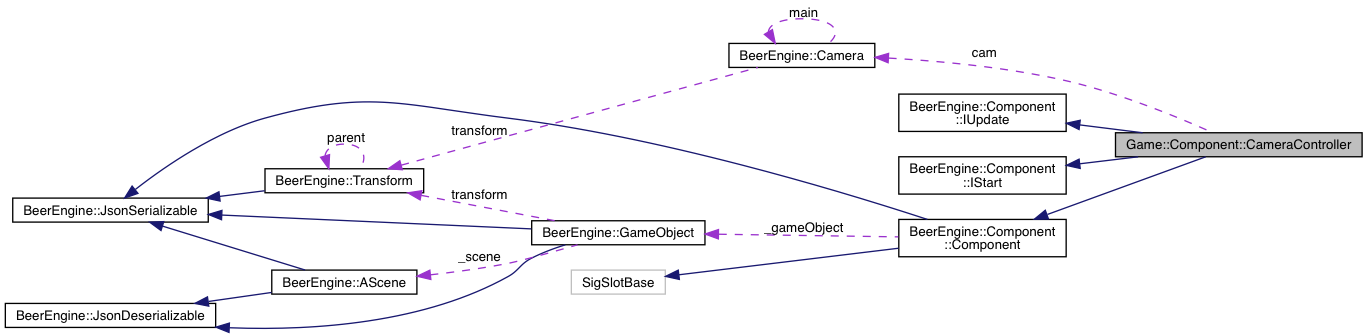 main
BeerEngine::Camera
cam
BeerEngine::Component
::IUpdate
transform
parent
Game::Component::CameraController
BeerEngine::Component
::IStart
BeerEngine::Transform
transform
BeerEngine::JsonSerializable
BeerEngine::GameObject
_gameObject
BeerEngine::Component
::Component
_scene
BeerEngine::AScene
SigSlotBase
BeerEngine::JsonDeserializable